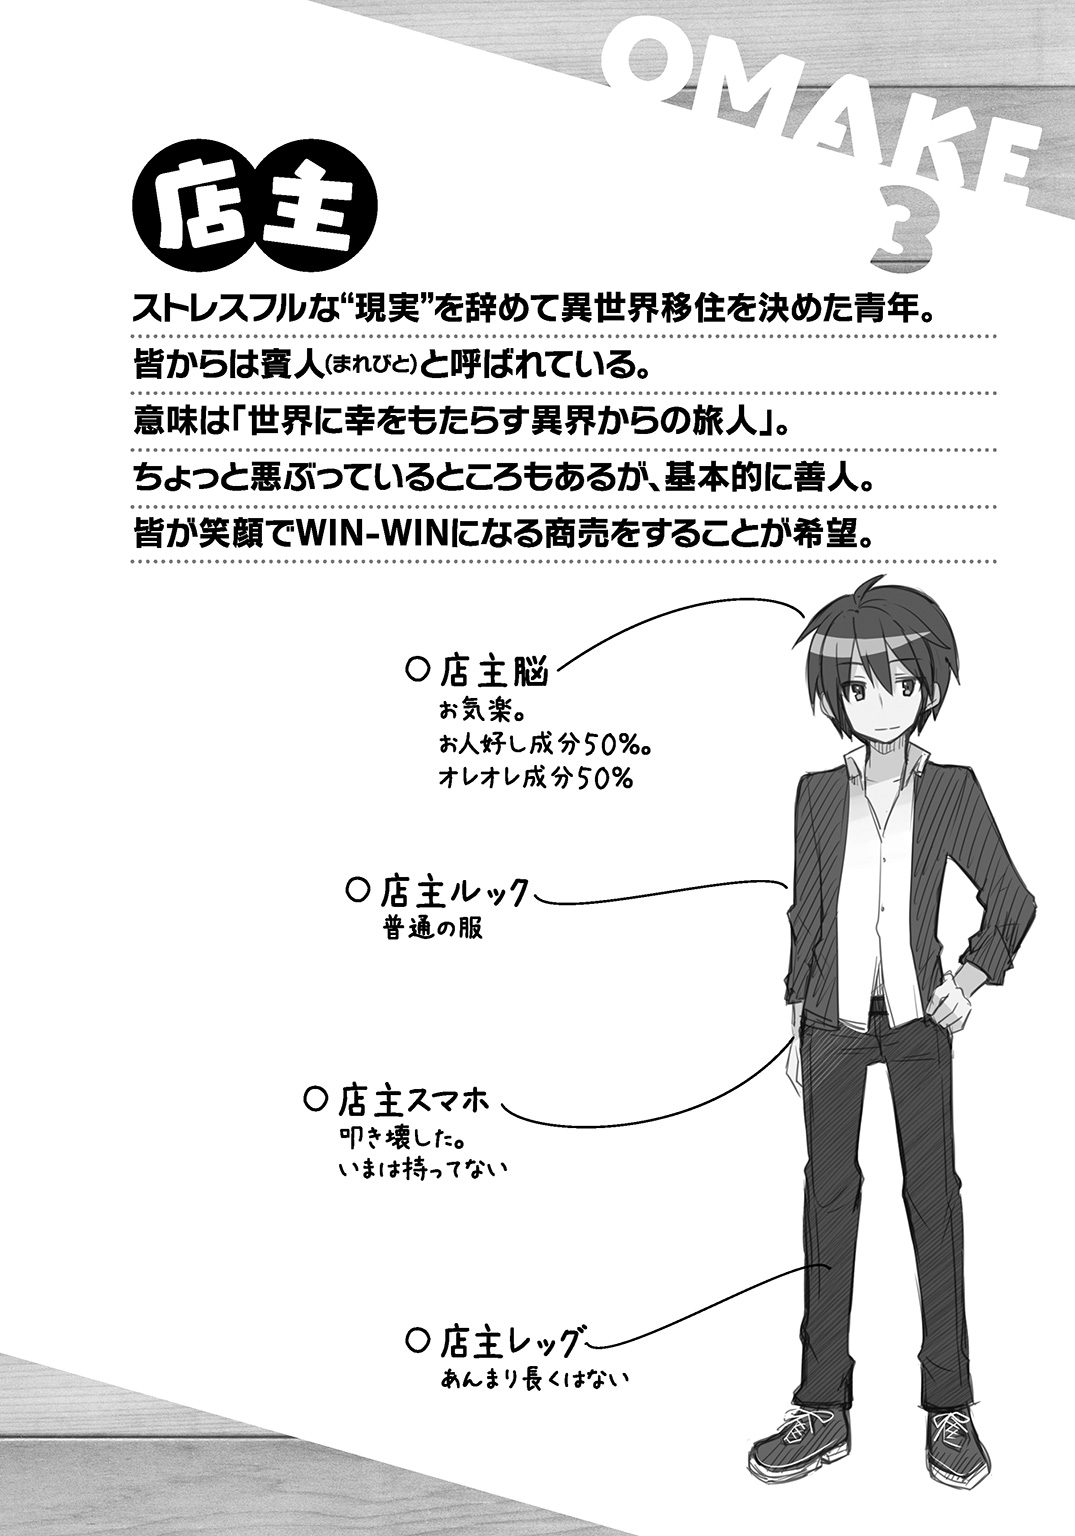 OMAKE
3
店主
ストレスフルな“現実”を辞めて異世界移住を決めた青年。
皆からは賓人(まれびと)と呼ばれている。
意味は「世界に幸をもたらす異界からの旅人」。
ちょっと悪ぶっているところもあるが、基本的に善人。
皆が笑顔でWIN-WINになる商売をすることが希望。
○店主脳
お気楽。
お人好し成分50%。
オレオレ成分50%
○店主ルック
普通の服
○店主スマホ
叩き壊した。
いまは持ってない
○店主レッグ
あんまり長くはない